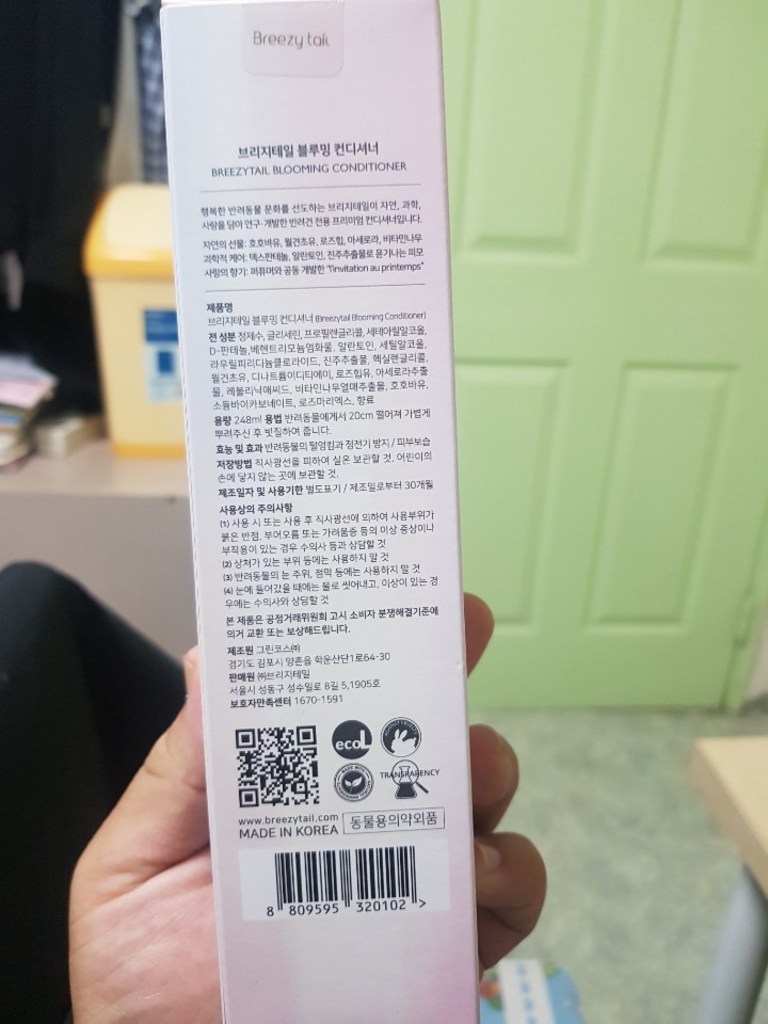 Breezy tail
브리지테일 블루밍 컨디셔너
BREEZYTAIL BLOOMING CONDITIONER
행복한 반려동물 문화를 선도하는 브리지테일이 자연, 과학,
사랑을 담아 연구·개발한 반려견 전용 프리미엄 컨디셔너입니다.
자연의 선물: 호호바유, 월견초유, 로즈힙, 아세로라, 비타민나무
과학적 케어: 덱스판테놀, 알란토인, 진주추출물로 윤기나는 피모
사랑의 향기: 퍼퓨머와 공동 개발한 "l'invitation au printemps"
제품명
브리지테일 블루밍 컨디셔너 (Breezytail Blooming Conditioner)
전 성분 정제수, 글리세린, 프로필렌글리콜, 세테아릴알코올,
D-판테놀, 베헨트리모늄염화물, 알란토인, 세틸알코올,
라우릴피리디늄클로라이드, 진주추출물, 헥실렌글리콜,
월견초유, 디나트륨이디티에이, 로즈힙유, 아세로라추출
물, 레불리닉애씨드, 비타민나무열매추출물, 호호바유,
소듐바이카보네이트, 로즈마리엑스, 향료
용량 248ml 용법 반려동물에게서 20cm 떨어져 가볍게
뿌려주신 후 빗질하여 줍니다.
효능 및 효과 반려동물의 털엉킴과 정전기 방지 / 피부보습
저장방법 직사광선을 피하여 실온 보관할 것. 어린이의
손에 닿지 않는 곳에 보관할 것.
제조일자 및 사용기한 별도표기 / 제조일로부터 30개월
사용상의 주의사항
(1) 사용 시 또는 사용 후 직사광선에 의하여 사용부위가
붉은 반점, 부어오름 또는 가려움증 등의 이상 증상이나
부작용이 있는 경우 수의사 등과 상담할 것
(2) 상처가 있는 부위 등에는 사용하지 말 것
(3) 반려동물의 눈 주위, 점막 등에는 사용하지 말 것
(4) 눈에 들어갔을 때에는 물로 씻어내고, 이상이 있는 경
우에는 수의사와 상담할 것
본 제품은 공정거래위원회 고시 소비자 분쟁해결기준에
의거 교환 또는 보상해드립니다.
제조원 그린코스㈜
경기도 김포시 양촌읍 학운산단1로64-30
판매원 ㈜브리지테일
서울시 성동구 성수일로 8길 5,1905호
보호자만족센터 1670-1591
ecoL
TRANSPARENCY
www.breezytail.com
MADE IN KOREA 동물용의약외품
8 809595 320102 >